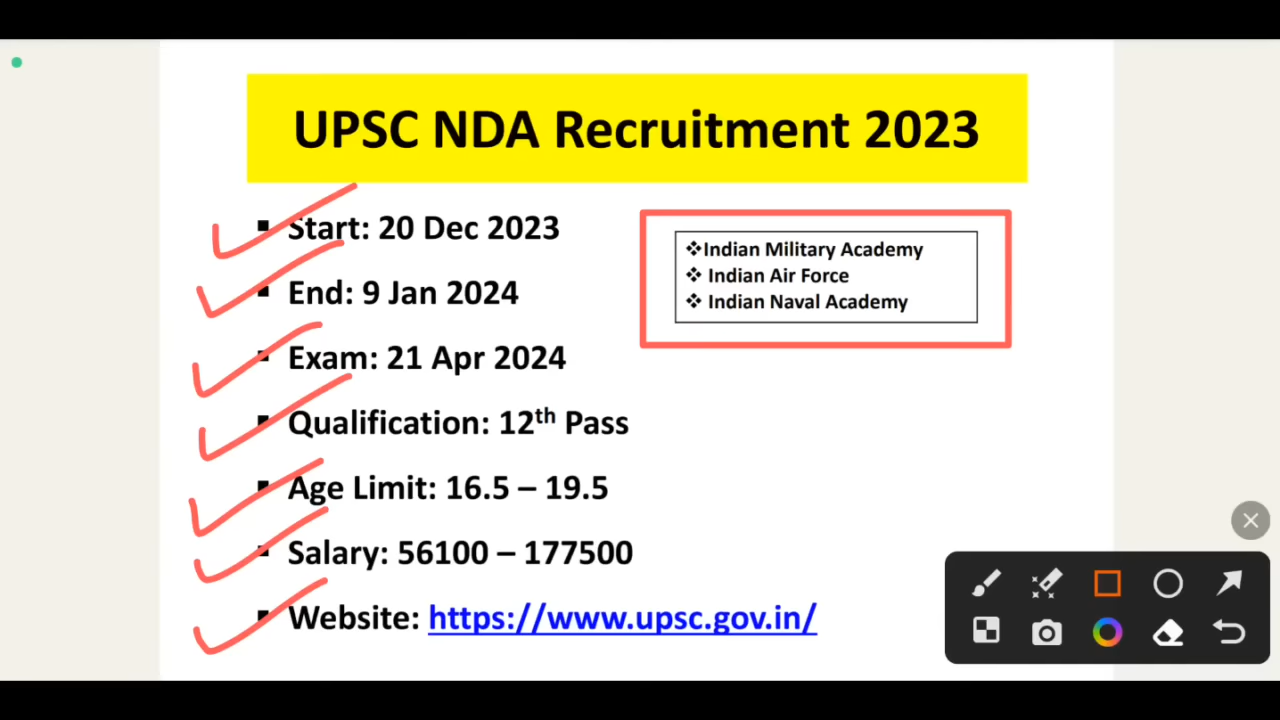 UPSC NDA Recruitment 2023
▪ Start: 20 Dec 2023
▪ End: 9 Jan 2024
▪ Exam: 21 Apr 2024
▪ Qualification: 12th Pass
▪ Age Limit: 16.5 – 19.5
▪ Salary: 56100 – 177500
▪ Website: https://www.upsc.gov.in/
❖Indian Military Academy
❖ Indian Air Force
❖ Indian Naval Academy